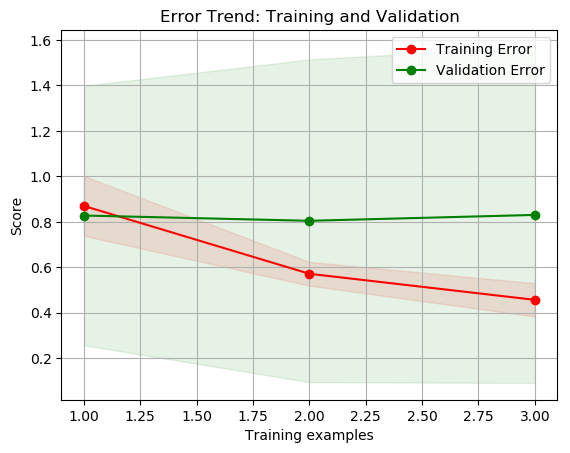 Error Trend: Training and Validation
Training Error
Validation Error
Score
1.6
1.4
1.2
1.0
0.8
0.6
0.4
0.2
1.00 1.25 1.50 1.75 2.00 2.25 2.50 2.75 3.00
Training examples